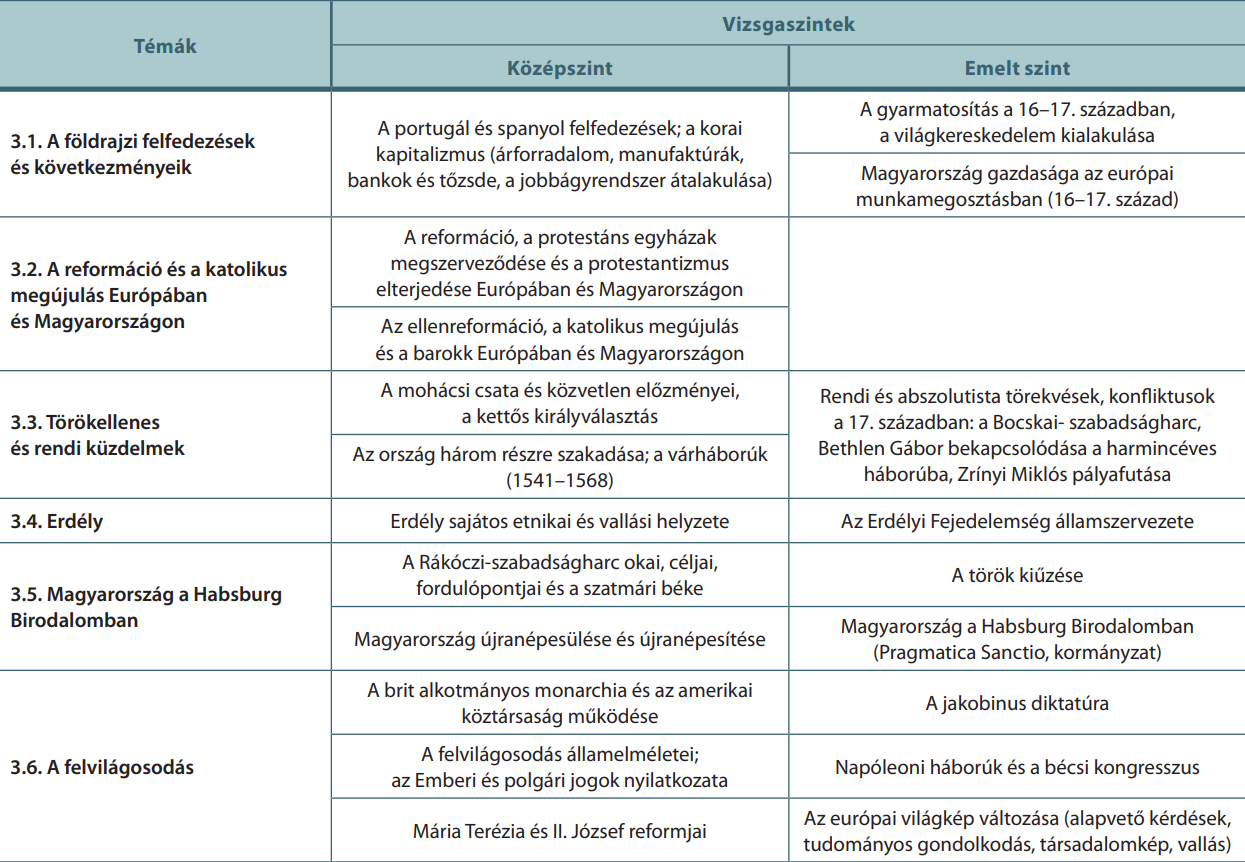 Témák
Vizsgaszintek
Középszint
Emelt szint
3.1. A földrajzi felfedezések
és következményeik
A portugál és spanyol felfedezések; a korai
kapitalizmus (árforradalom, manufaktúrák,
bankok és tőzsde, a jobbágyrendszer átalakulása)
A gyarmatosítás a 16–17. században,
a világkereskedelem kialakulása
Magyarország gazdasága az európai
munkamegosztásban (16–17. század)
3.2. A reformáció és a katolikus
megújulás Európában
és Magyarországon
A reformáció, a protestáns egyházak
megszerveződése és a protestantizmus
elterjedése Európában és Magyarországon
Az ellenreformáció, a katolikus megújulás
és a barokk Európában és Magyarországon
3.3. Törökellenes
és rendi küzdelmek
A mohácsi csata és közvetlen előzményei,
a kettős királyválasztás
Az ország három részre szakadása; a várháborúk
(1541–1568)
Rendi és abszolutista törekvések, konfliktusok
a 17. században: a Bocskai- szabadságharc,
Bethlen Gábor bekapcsolódása a harmincéves
háborúba, Zrínyi Miklós pályafutása
3.4. Erdély
Erdély sajátos etnikai és vallási helyzete
Az Erdélyi Fejedelemség államszervezete
3.5. Magyarország a Habsburg
Birodalomban
A Rákóczi-szabadságharc okai, céljai,
fordulópontjai és a szatmári béke
A török kiűzése
Magyarország újranépesülése és újranépesítése
Magyarország a Habsburg Birodalomban
(Pragmatica Sanctio, kormányzat)
3.6. A felvilágosodás
A brit alkotmányos monarchia és az amerikai
köztársaság működése
A jakobinus diktatúra
A felvilágosodás államelméletei;
az Emberi és polgári jogok nyilatkozata
Napóleoni háborúk és a bécsi kongresszus
Mária Terézia és II. József reformjai
Az európai világkép változása (alapvető kérdések,
tudományos gondolkodás, társadalomkép, vallás)